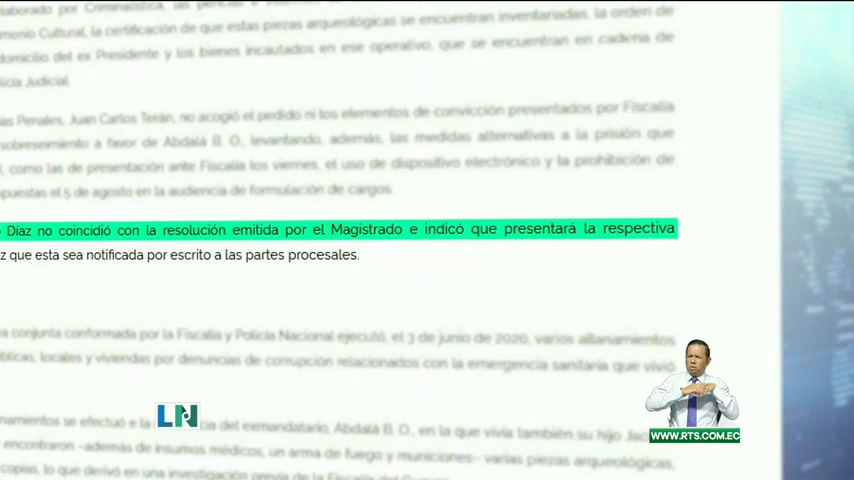 elaborado por Criminalística, las pericias e informes de
monio Cultural, la certificación de que estas piezas arqueológicas se encuentran inventariadas, la orden de
domicilio del ex Presidente y los bienes incautados en ese operativo, que se encuentran en cadena de
licía Judicial.
ías Penales, Juan Carlos Terán, no acogió el pedido ni los elementos de convicción presentados por Fiscalía
sobreseimiento a favor de Abdalá B. O., levantando, además, las medidas alternativas a la prisión que
l, como las de presentación ante Fiscalía los viernes, el uso de dispositivo electrónico y la prohibición de
puestas el 5 de agosto en la audiencia de formulación de cargos.
o Díaz no coincidió con la resolución emitida por el Magistrado e indicó que presentará la respectiva
z que esta sea notificada por escrito a las partes procesales.
ea conjunta conformada por la Fiscalía y Policía Nacional ejecutó, el 3 de junio de 2020, varios allanamientos
blicas, locales y viviendas por denuncias de corrupción relacionados con la emergencia sanitaria que vivió
namientos se efectuó e la cia del exmandatario, Abdalá B. O., en la que vivía también su hijo Jac
encontraron –además de insumos médicos, un arma de fuego y municiones– varias piezas arqueológicas,
copias, lo que derivó en una investigación previa de la Fiscalía del Guayas
LN
WWW.RTS.COM.EC